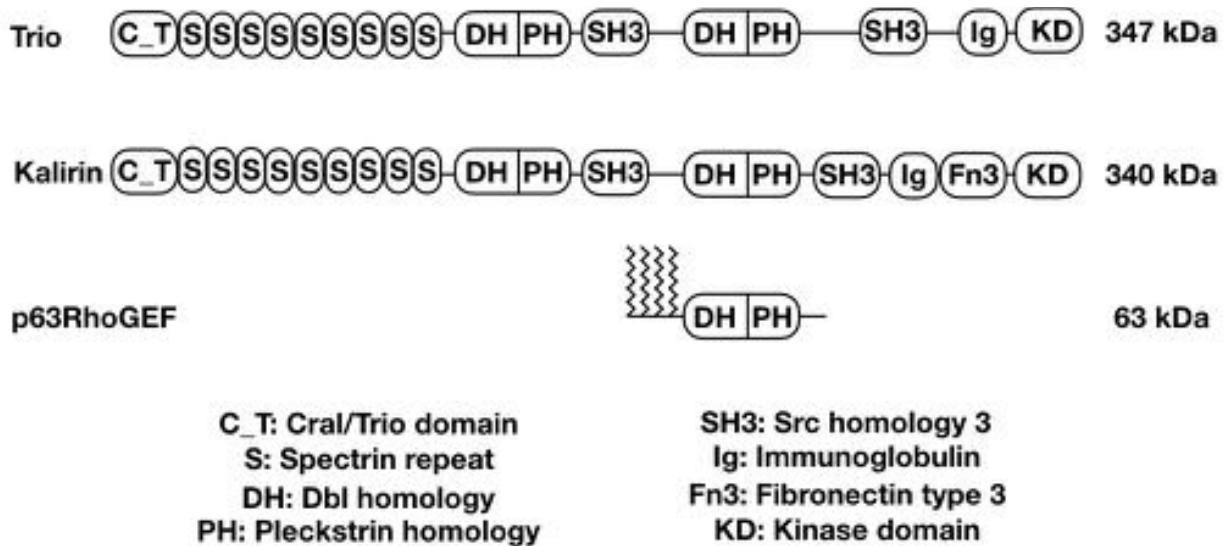 Trio C_T S S S S S S S S S DH PH SH3 DH PH SH3 Ig KD 347 kDa
Kalirin C_T S S S S S S S S S DH PH SH3 DH PH SH3 Ig Fn3 KD 340 kDa
p63RhoGEF DH PH 63 kDa
C_T: Cral/Trio domain
S: Spectrin repeat
DH: Dbl homology
PH: Pleckstrin homology
SH3: Src homology 3
Ig: Immunoglobulin
Fn3: Fibronectin type 3
KD: Kinase domain